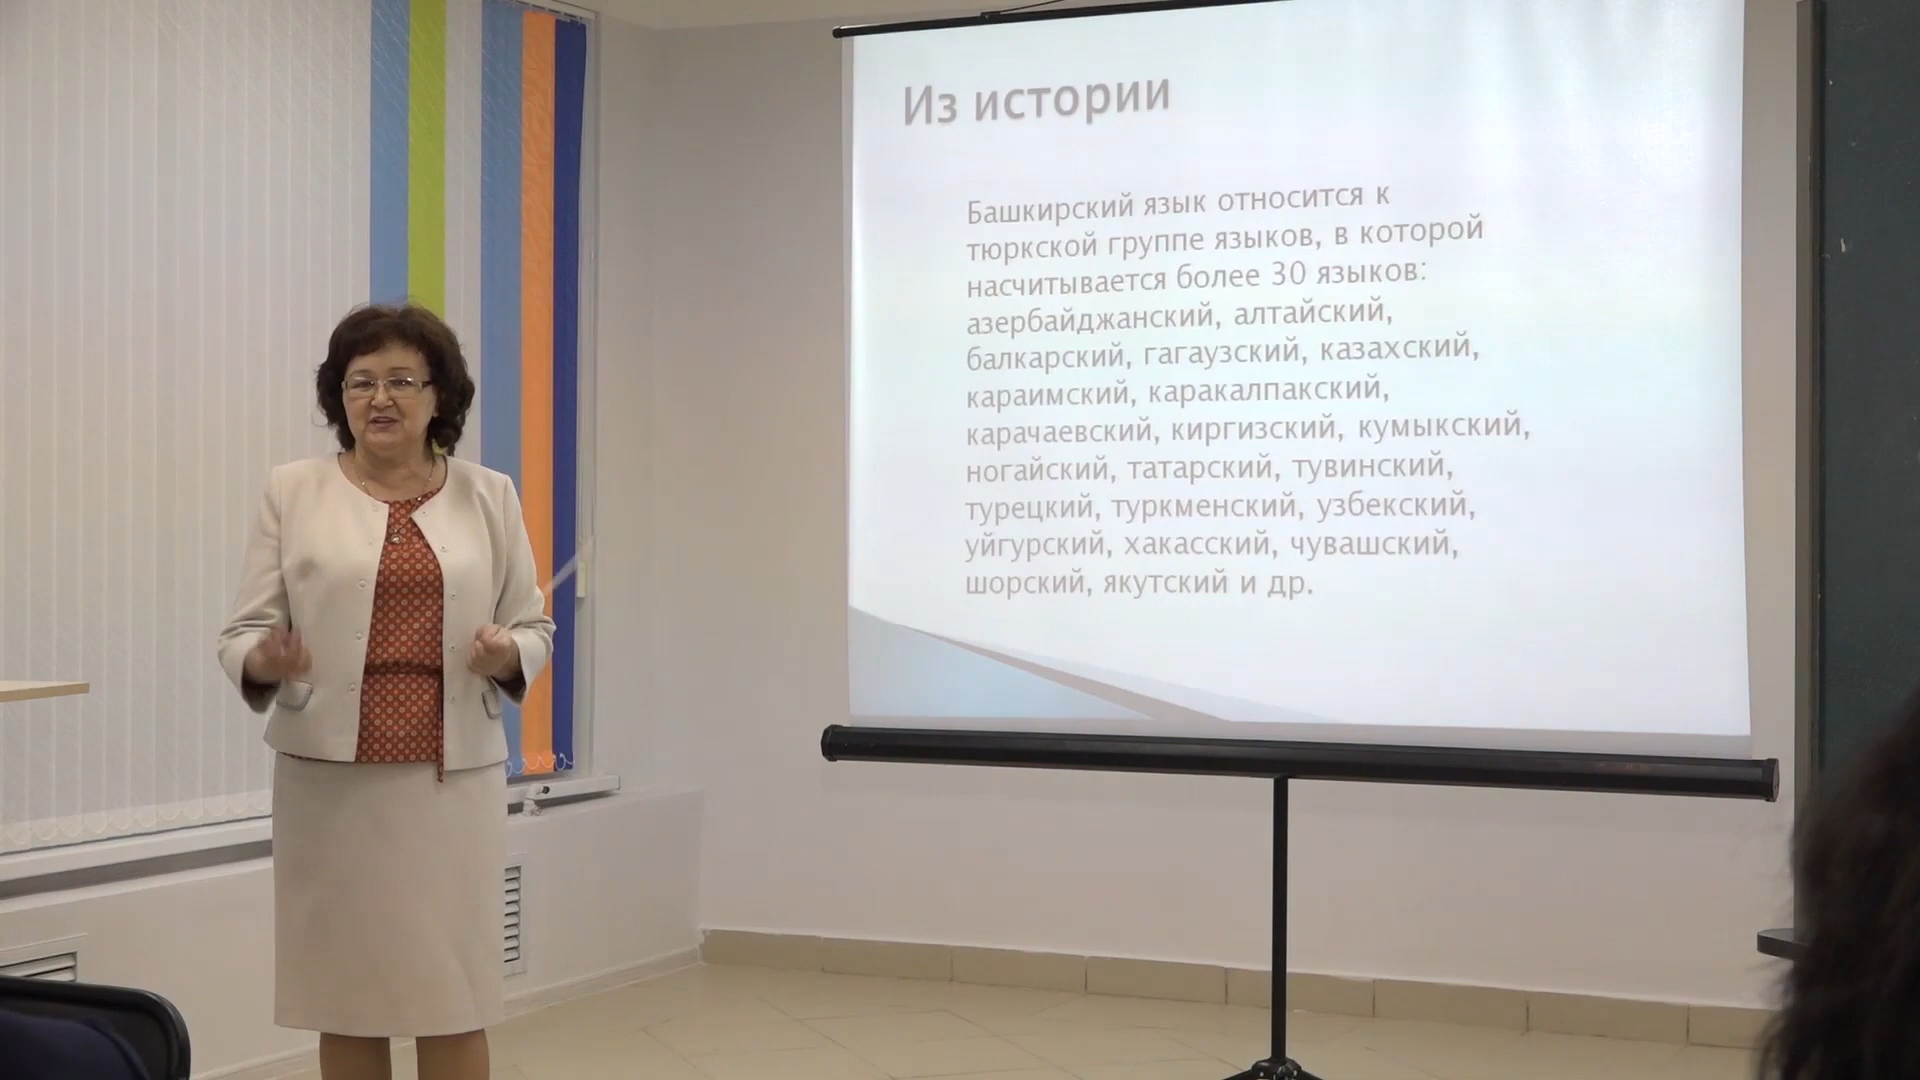 Из истории
Башкирский язык относится к
тюркской группе языков, в которой
насчитывается более 30 языков:
азербайджанский, алтайский,
балкарский, гагаузский, казахский,
караимский, каракалпакский,
карачаевский, киргизский, кумыкский,
ногайский, татарский, тувинский,
турецкий, туркменский, узбекский,
уйгурский, хакасский, чувашский,
шорский, якутский и др.